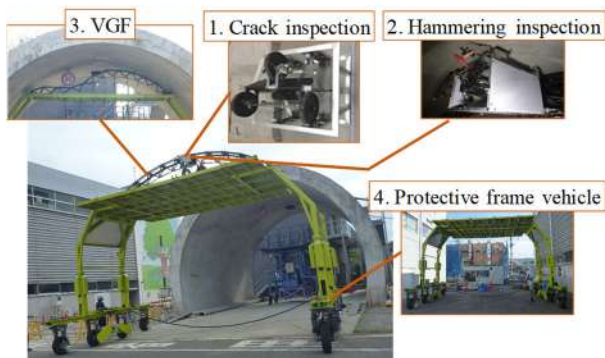 3. VGF
1. Crack inspection
2. Hammering inspection
4. Protective frame vehicle